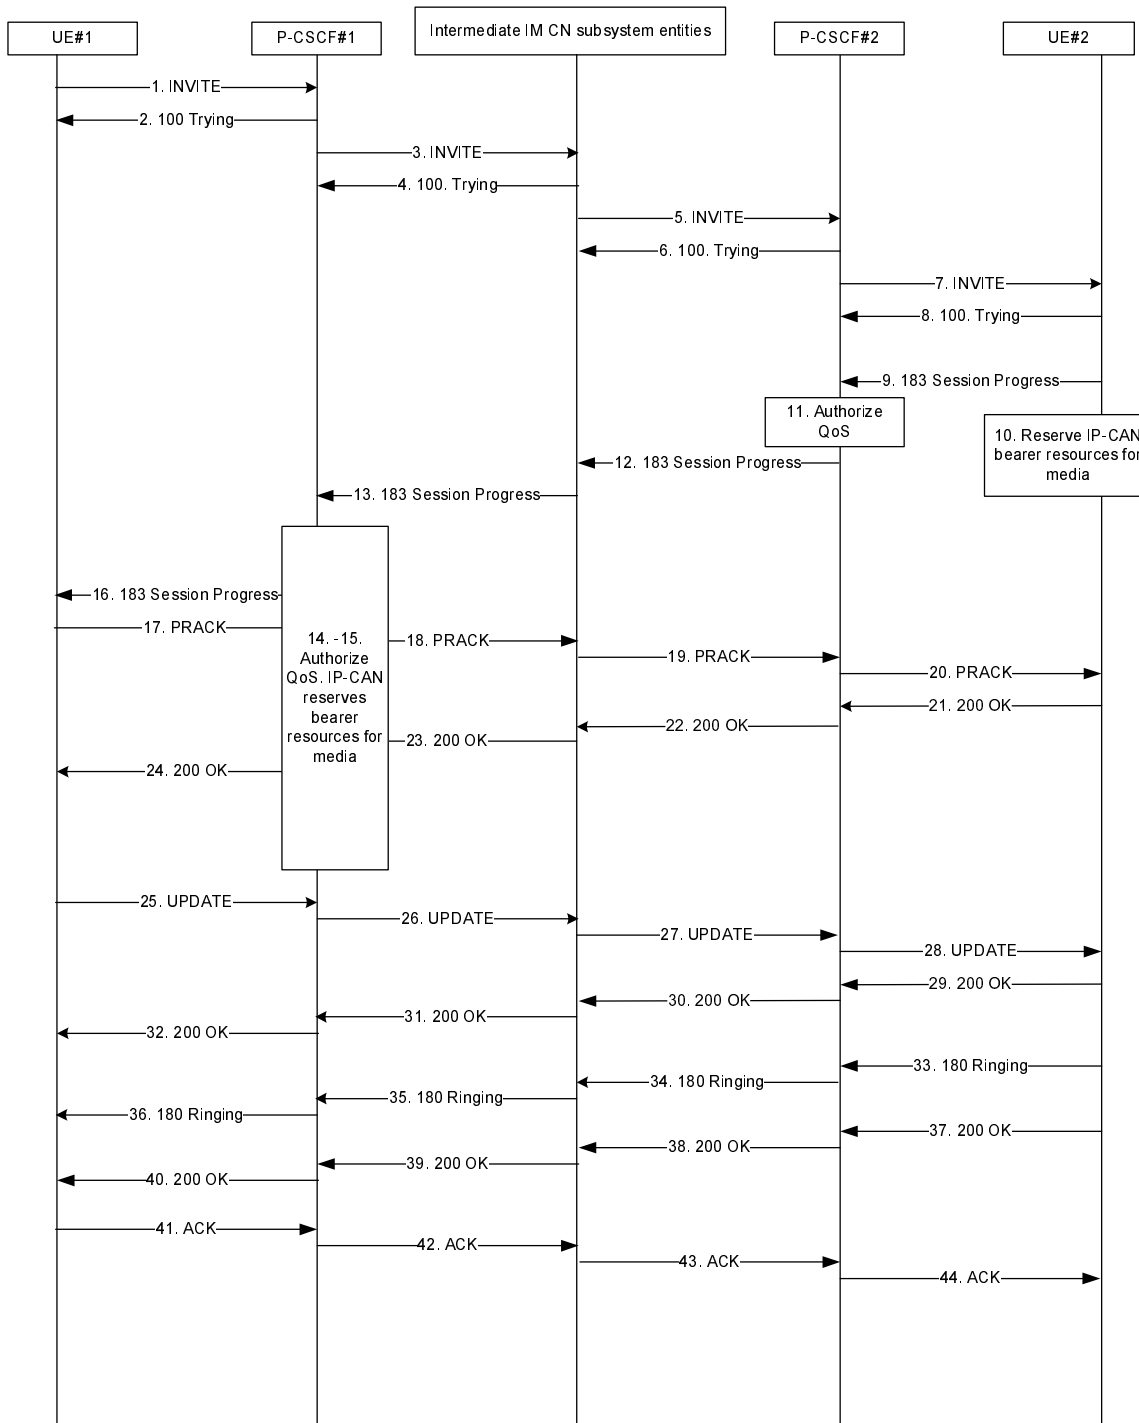 UE#1
P-CSCF#1
Intermediate IM CN subsystem entities
P-CSCF#2
UE#2
1. INVITE
2. 100 Trying
3. INVITE
4. 100. Trying
5. INVITE
6. 100. Trying
7. INVITE
8. 100. Trying
9. 183 Session Progress
11. Authorize
QoS
10. Reserve IP-CAN
bearer resources for
media
12. 183 Session Progress
13. 183 Session Progress
14. -15.
Authorize
QoS. IP-CAN
reserves
bearer
resources for
media
16. 183 Session Progress
17. PRACK
18. PRACK
19. PRACK
20. PRACK
21. 200 OK
22. 200 OK
23. 200 OK
24. 200 OK
25. UPDATE
26. UPDATE
27. UPDATE
28. UPDATE
29. 200 OK
30. 200 OK
31. 200 OK
32. 200 OK
33. 180 Ringing
34. 180 Ringing
35. 180 Ringing
36. 180 Ringing
37. 200 OK
38. 200 OK
39. 200 OK
40. 200 OK
41. ACK
42. ACK
43. ACK
44. ACK